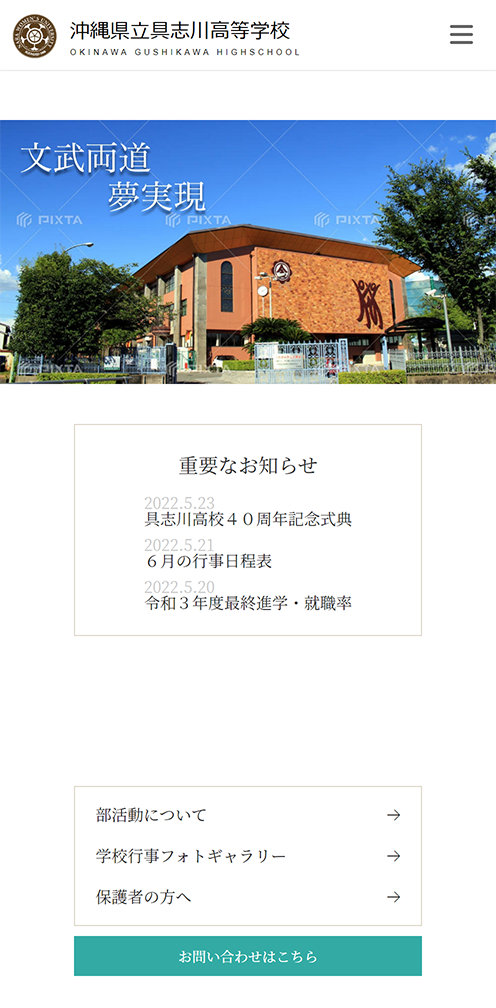 沖縄県立具志川高等学校
OKINAWA GUSHIKAWA HIGHSCHOOL
文武両道
夢実現
PIXTA PIXTA PIXTA
重要なお知らせ
2022.5.23
具志川高校４０周年記念式典
2022.5.21
６月の行事日程表
2022.5.20
令和３年度最終進学・就職率
部活動について
学校行事フォトギャラリー
保護者の方へ
お問い合わせはこちら